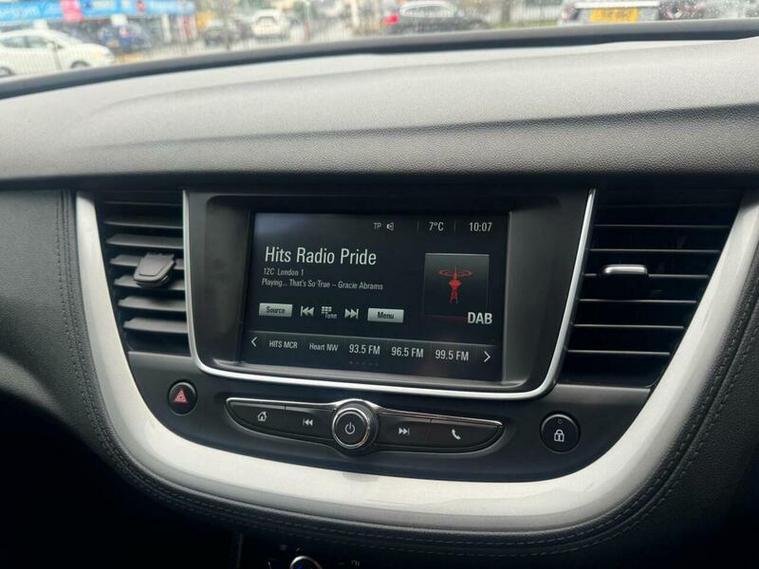 TP 7°C 10:07
Hits Radio Pride
12C London 1
Playing... That's So True – Gracie Abrams
Source Tune Menu
DAB
HITS MCR Heart NW 93.5 FM 96.5 FM 99.5 FM